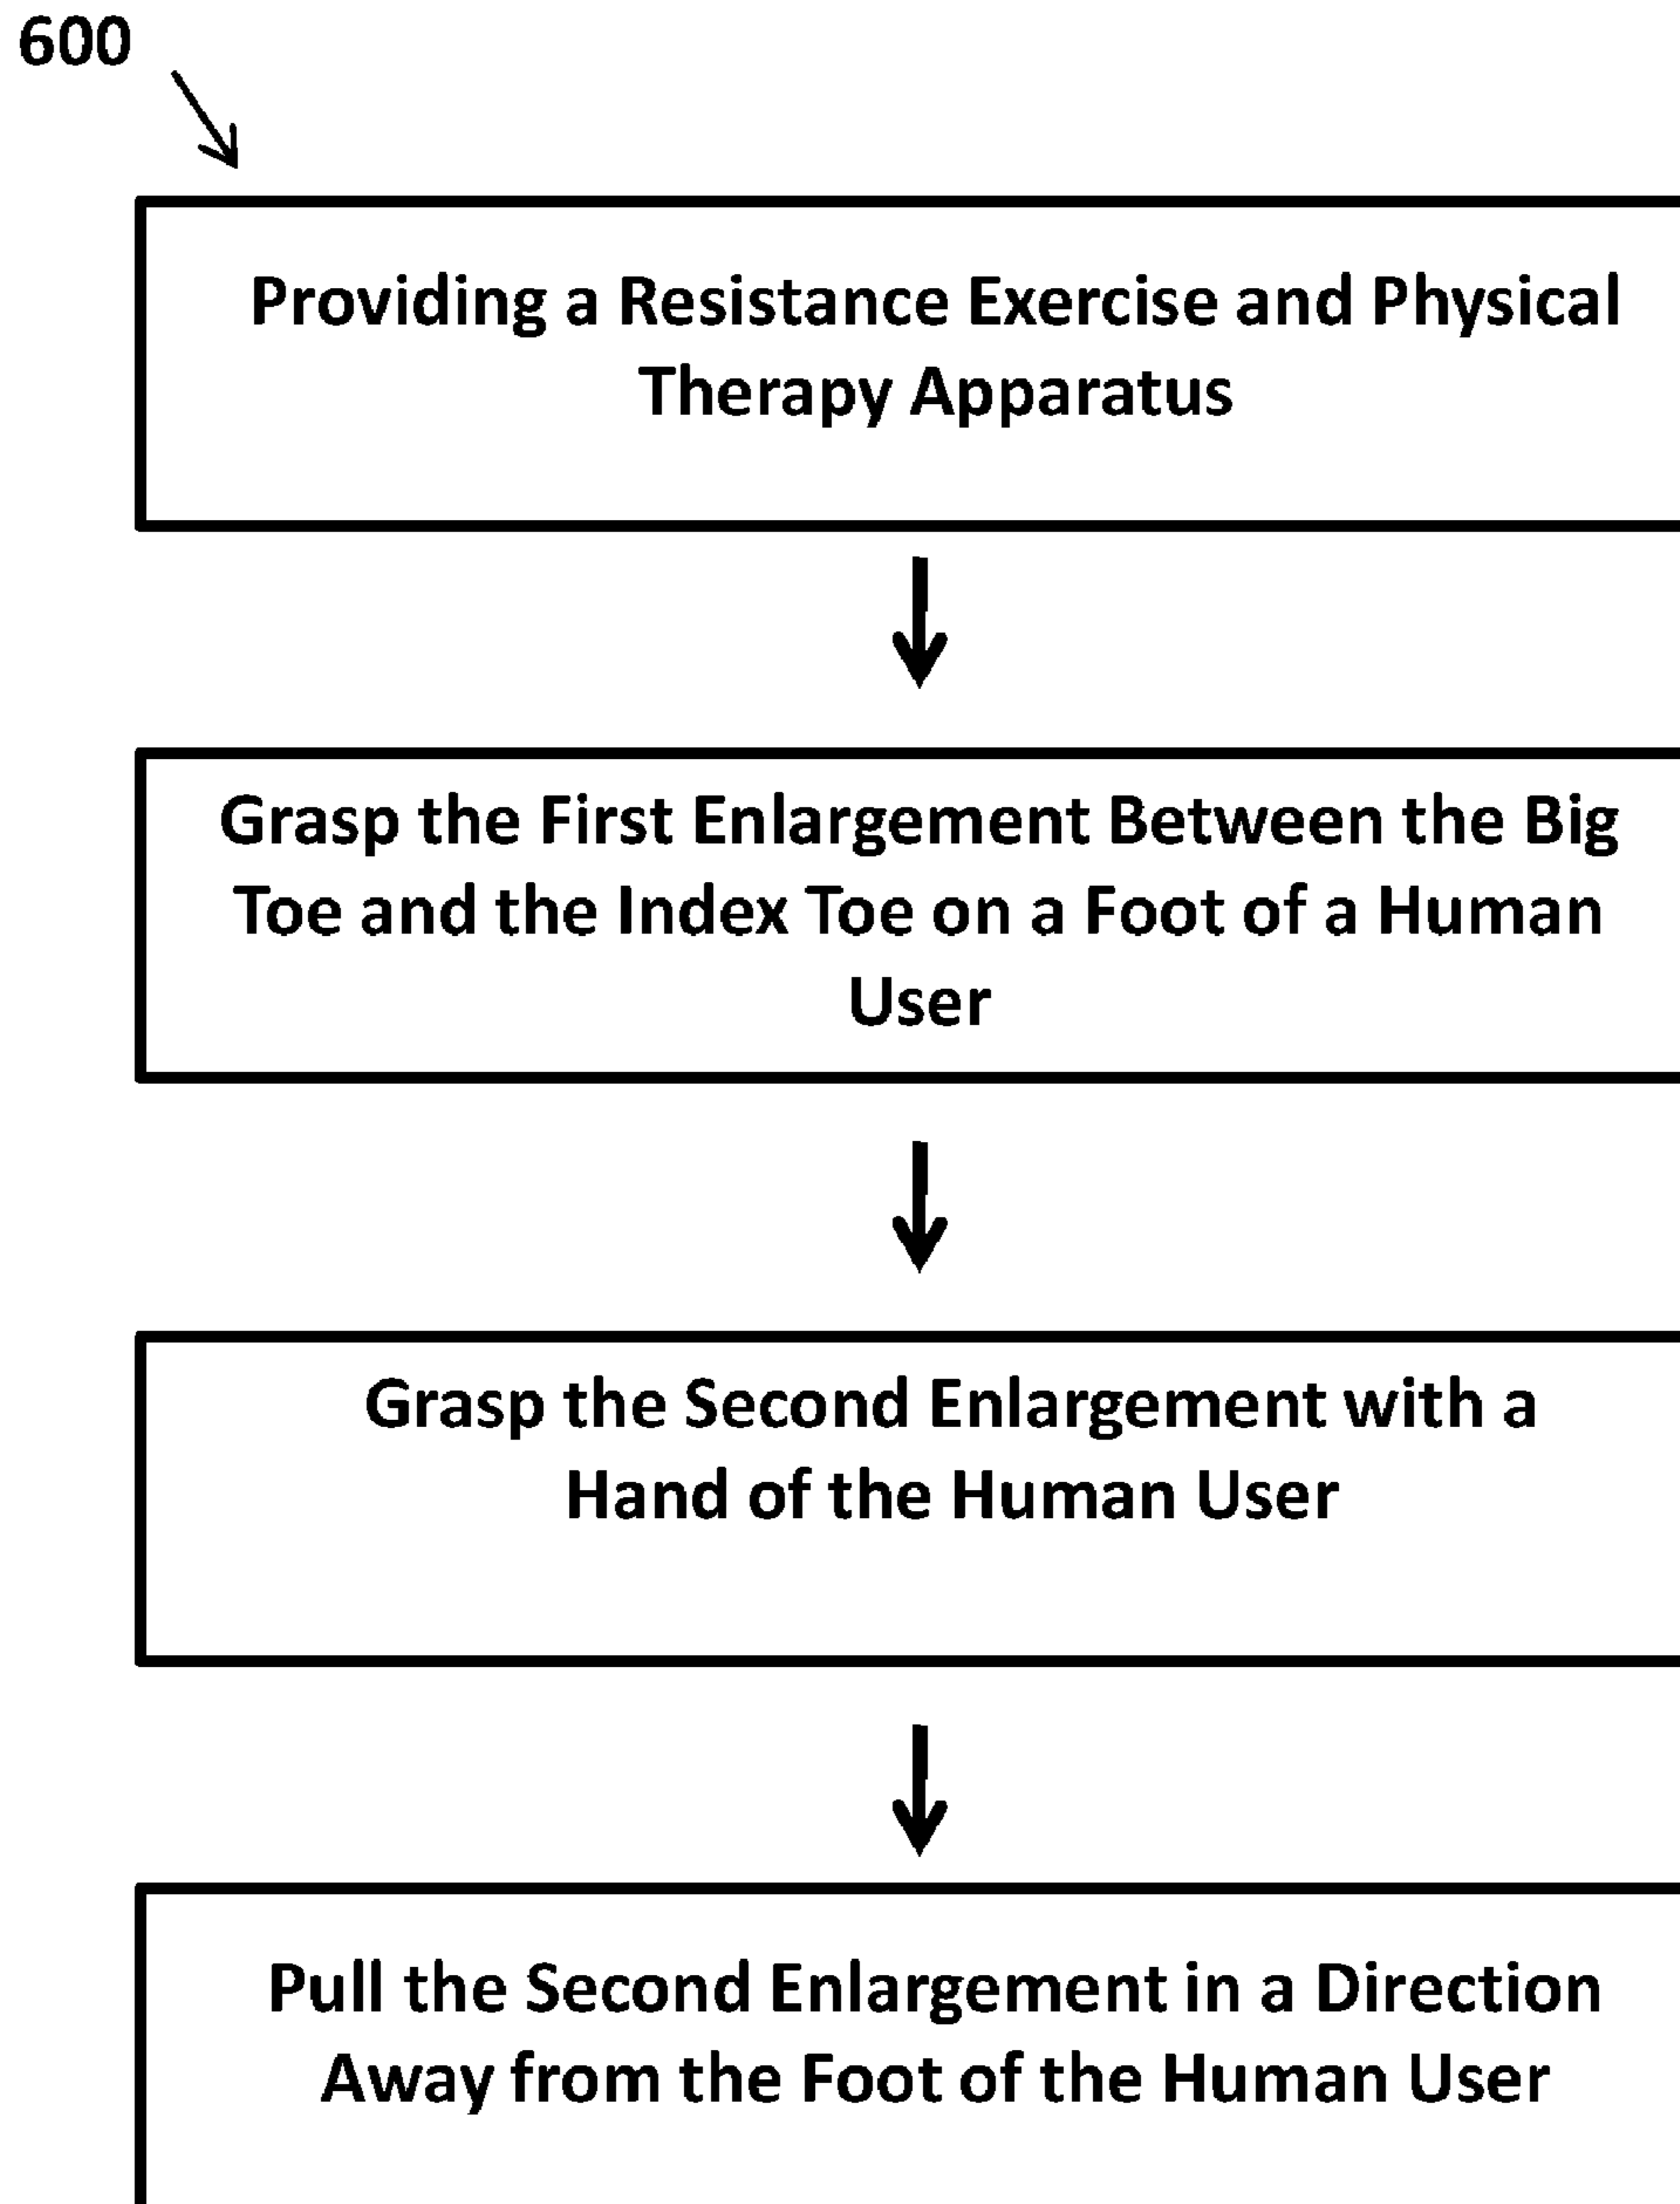 600
Providing a Resistance Exercise and Physical
Therapy Apparatus
Grasp the First Enlargement Between the Big
Toe and the Index Toe on a Foot of a Human
User
Grasp the Second Enlargement with a
Hand of the Human User
Pull the Second Enlargement in a Direction
Away from the Foot of the Human User